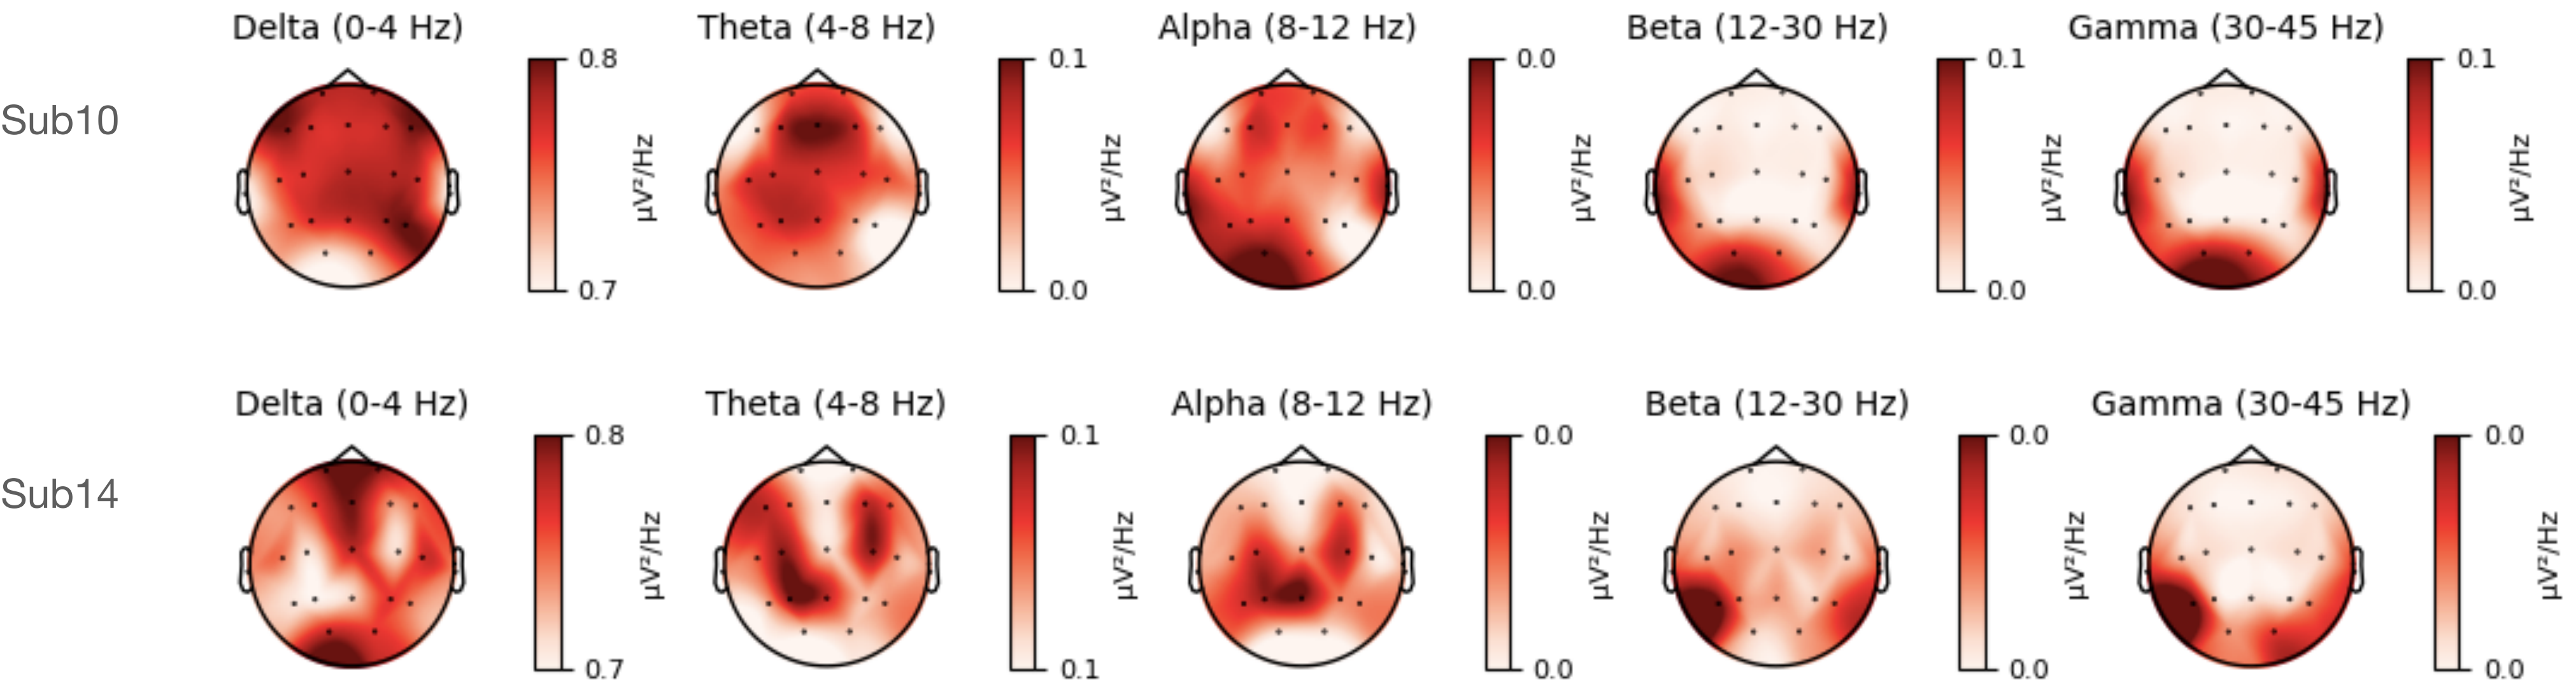 Delta (0-4 Hz) Theta (4-8 Hz) Alpha (8-12 Hz) Beta (12-30 Hz) Gamma (30-45 Hz)
0.8 0.1 0.0 0.1 0.1
Sub10
µV²/Hz µV²/Hz µV²/Hz µV²/Hz µV²/Hz
0.7 0.0 0.0 0.0 0.0
Delta (0-4 Hz) Theta (4-8 Hz) Alpha (8-12 Hz) Beta (12-30 Hz) Gamma (30-45 Hz)
0.8 0.1 0.0 0.0 0.0
Sub14
µV²/Hz µV²/Hz µV²/Hz µV²/Hz µV²/Hz
0.7 0.1 0.0 0.0 0.0